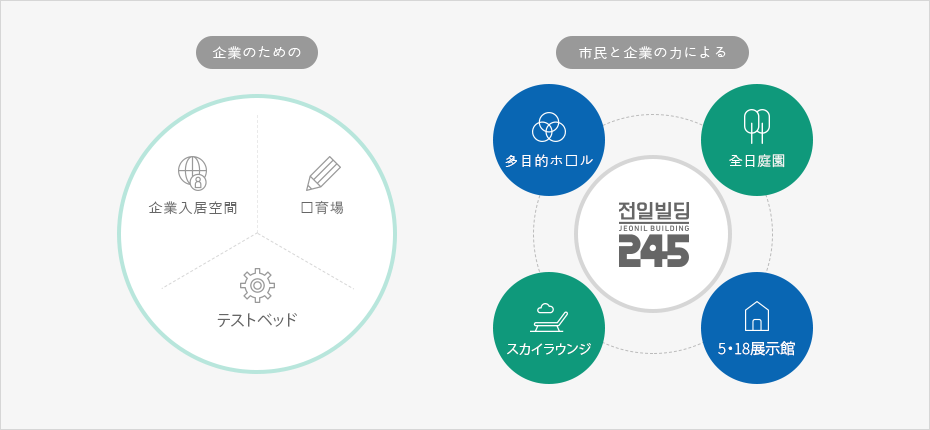 企業のための
企業入居空間
口育場
テストベッド
市民と企業の力による
多目的ホ口ル
全日庭園
전일빌딩
JEONIL BUILDING
245
スカイラウンジ
5・18展示館